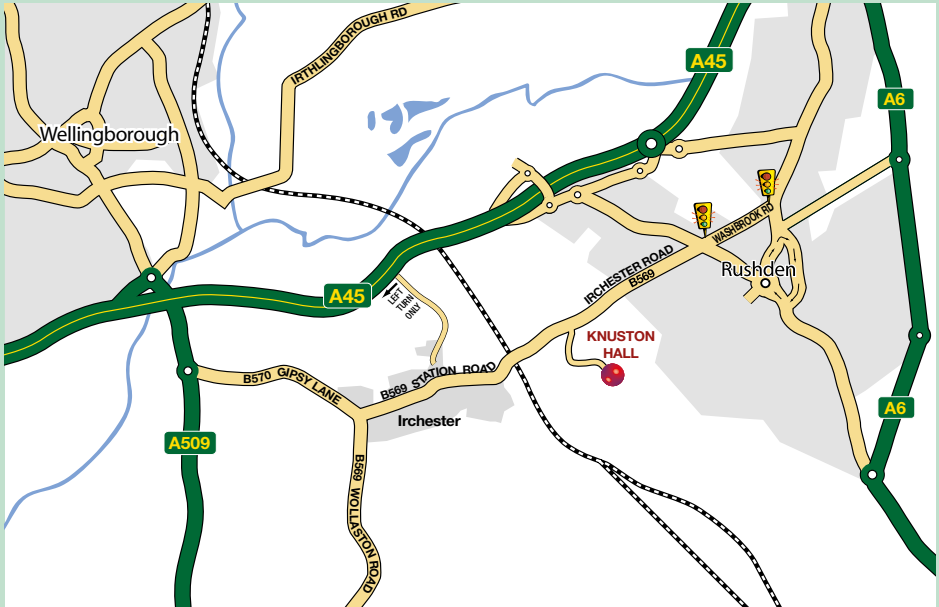 IRTHLINGBOROUGH RD
A45
A6
Wellingborough
WASHBROOK RD
IRCHESTER ROAD
B569
Rushden
A45
LEFT
TURN
ONLY
KNUSTON
HALL
B570 GIPSY LANE
B569 STATION ROAD
Irchester
A6
A509
B569 WOLLASTON ROAD